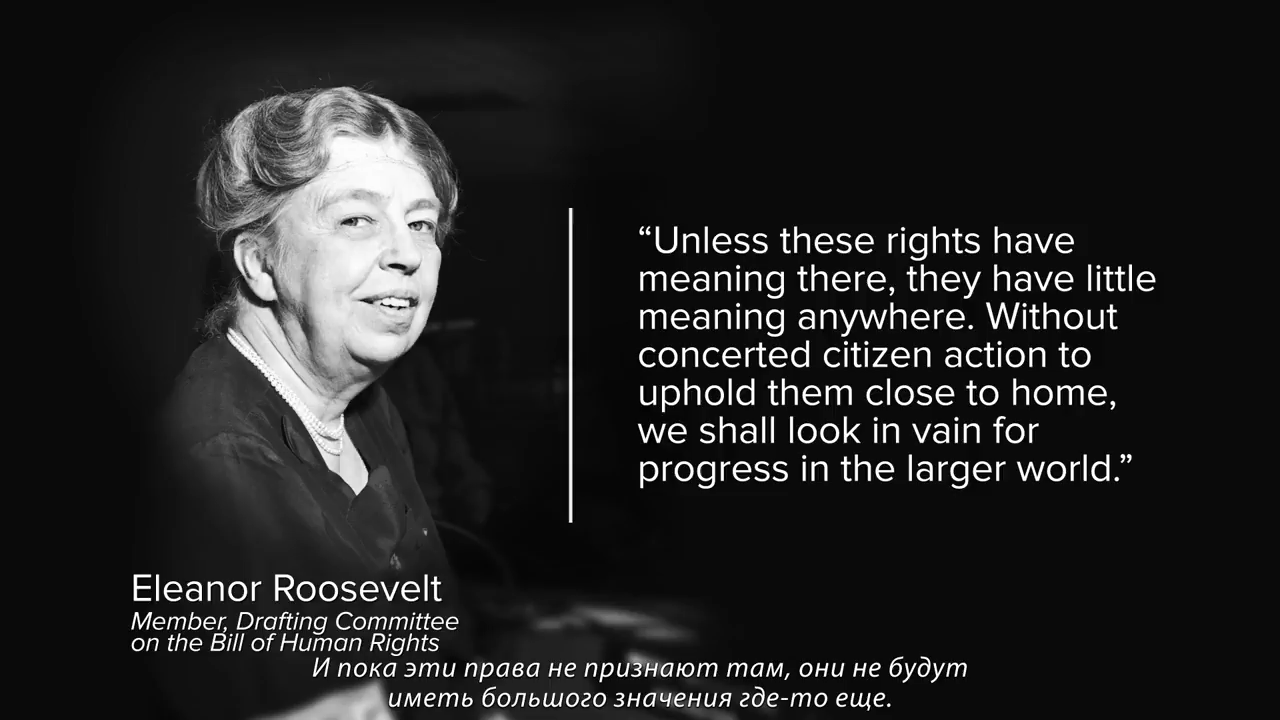 “Unless these rights have
meaning there, they have little
meaning anywhere. Without
concerted citizen action to
uphold them close to home,
we shall look in vain for
progress in the larger world.”
Eleanor Roosevelt
Member, Drafting Committee
on the Bill of Human Rights
И пока эти права не признают там, они не будут
иметь большого значения где-то еще.